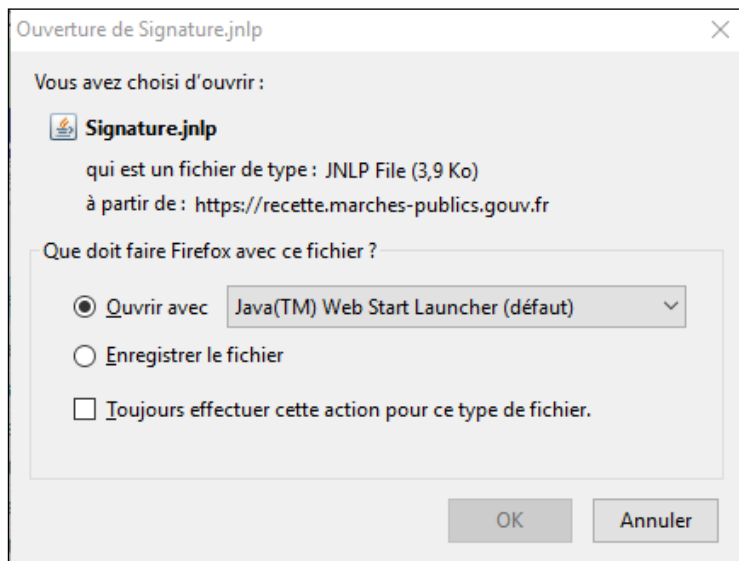 Ouverture de Signature.jnlp
Vous avez choisi d'ouvrir :
Signature.jnlp
qui est un fichier de type : JNLP File (3,9 Ko)
à partir de : https://recette.marches-publics.gouv.fr
Que doit faire Firefox avec ce fichier ?
Ouvrir avec Java(TM) Web Start Launcher (défaut)
Enregistrer le fichier
Toujours effectuer cette action pour ce type de fichier.
OK Annuler